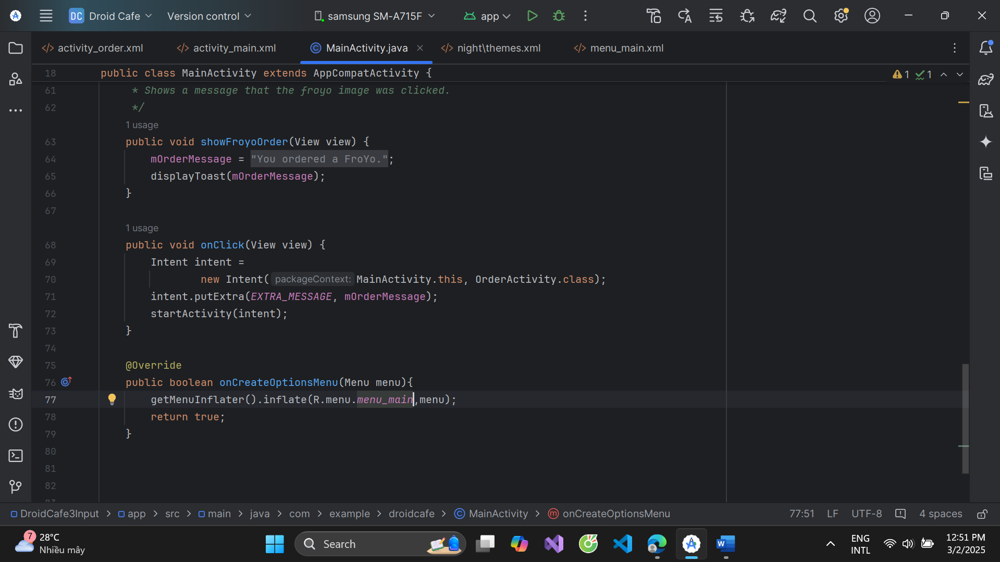 DC Droid Cafe Version control samsung SM-A715F app
activity_order.xml activity_main.xml MainActivity.java night\themes.xml menu_main.xml
18 public class MainActivity extends AppCompatActivity { 1 1
61 * Shows a message that the froyo image was clicked.
62 */
1 usage
63 public void showFroyoOrder(View view) {
64 mOrderMessage = "You ordered a FroYo.";
65 displayToast(mOrderMessage);
66 }
67
1 usage
68 public void onClick(View view) {
69 Intent intent =
70 new Intent( packageContext: MainActivity.this, OrderActivity.class);
71 intent.putExtra(EXTRA_MESSAGE, mOrderMessage);
72 startActivity(intent);
73 }
74
75 @Override
76 public boolean onCreateOptionsMenu(Menu menu){
77 getMenuInflater().inflate(R.menu.menu_main,menu);
78 return true;
79 }
80
81
82
DroidCafe3Input > app > src > main > java > com > example > droidcafe > MainActivity > onCreateOptionsMenu 77:51 LF UTF-8 4 spaces
7 28°C
Nhiều mây
Search
ENG
INTL
12:51 PM
3/2/2025